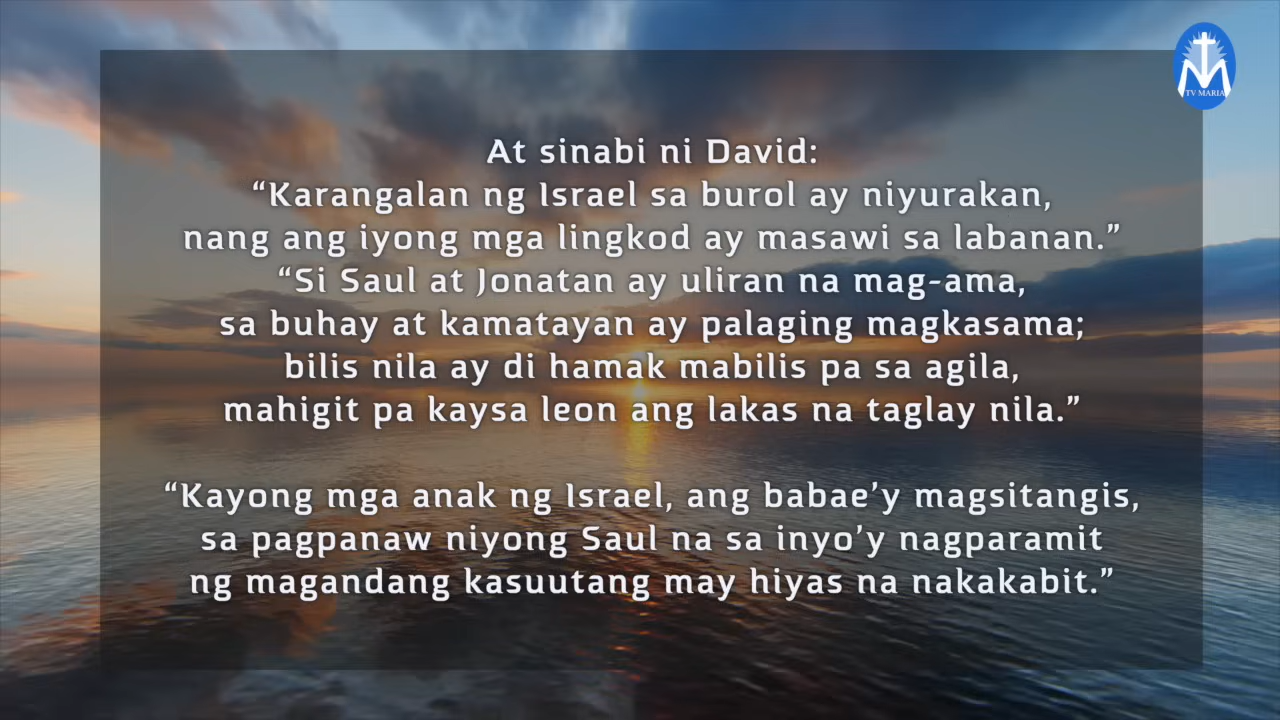 TV MARIA
At sinabi ni David:
“Karangalan ng Israel sa burol ay niyurakan,
nang ang iyong mga lingkod ay masawi sa labanan.”
“Si Saul at Jonatan ay uliran na mag-ama,
sa buhay at kamatayan ay palaging magkasama;
bilis nila ay di hamak mabilis pa sa agila,
mahigit pa kaysa leon ang lakas na taglay nila.”
“Kayong mga anak ng Israel, ang babae’y magsitangis,
sa pagpanaw niyong Saul na sa inyo’y nagparamit
ng magandang kasuutang may hiyas na nakakabit.”